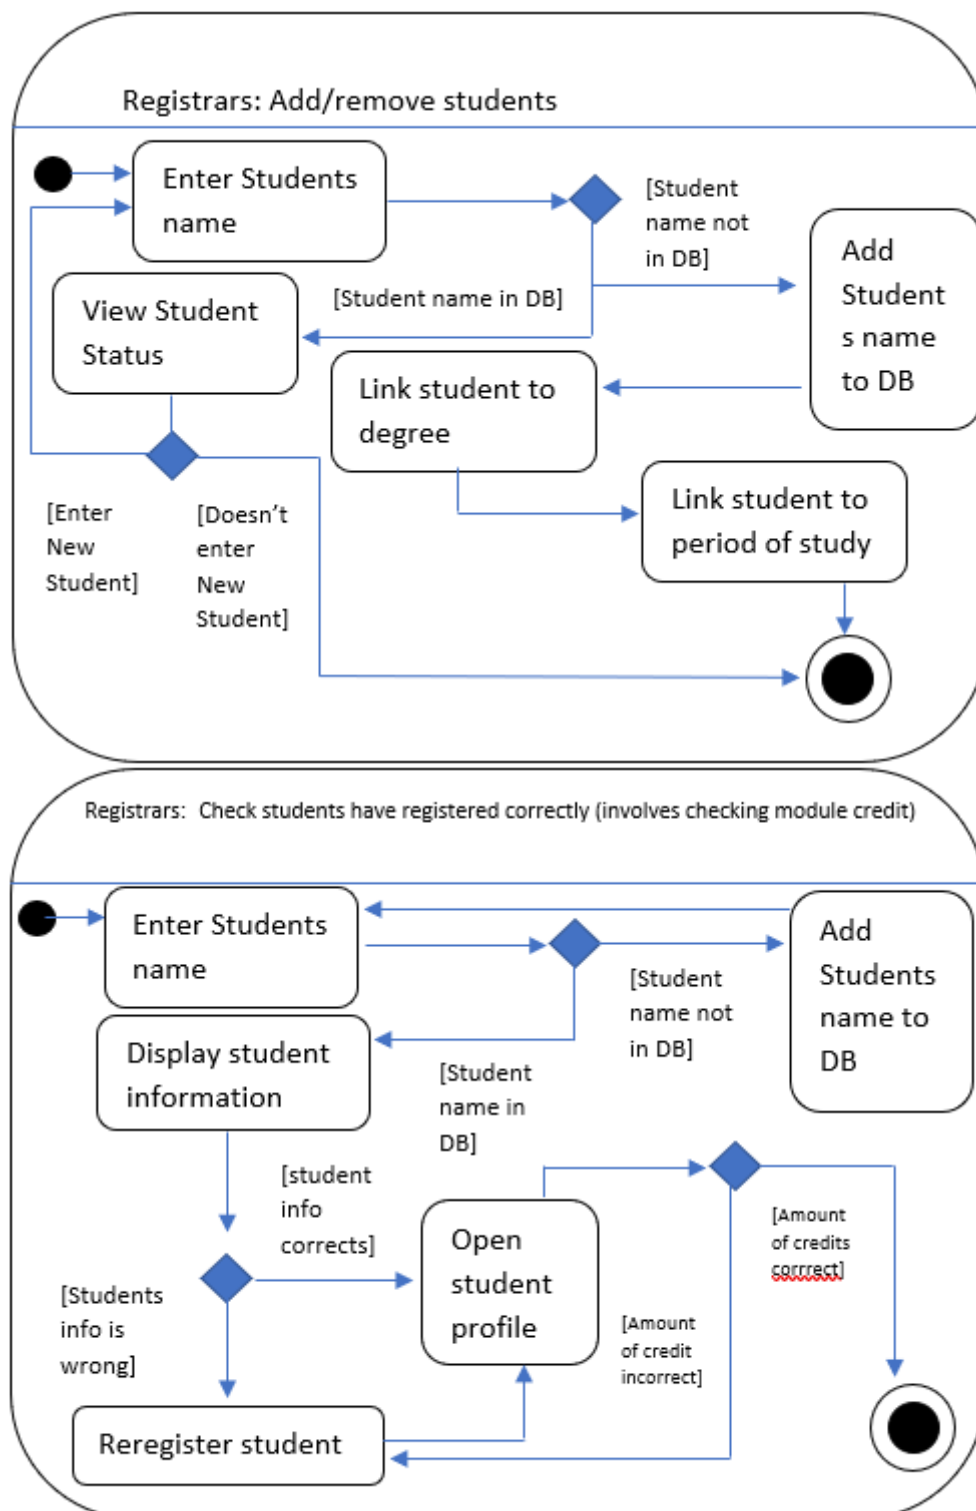 Registrars: Add/remove students
Enter Students
name
[Student
name not
in DB]
Add
Student
s name
to DB
[Student name in DB]
View Student
Status
Link student to
degree
Link student to
period of study
[Enter
New
Student]
[Doesn’t
enter
New
Student]
Registrars: Check students have registered correctly (involves checking module credit)
Enter Students
name
Add
Students
name to
DB
[Student
name not
in DB]
Display student
information
[Student
name in
DB]
[student
info
corrects]
Open
student
profile
[Amount
of credits
corrrect]
[Students
info is
wrong]
[Amount
of credit
incorrect]
Reregister student